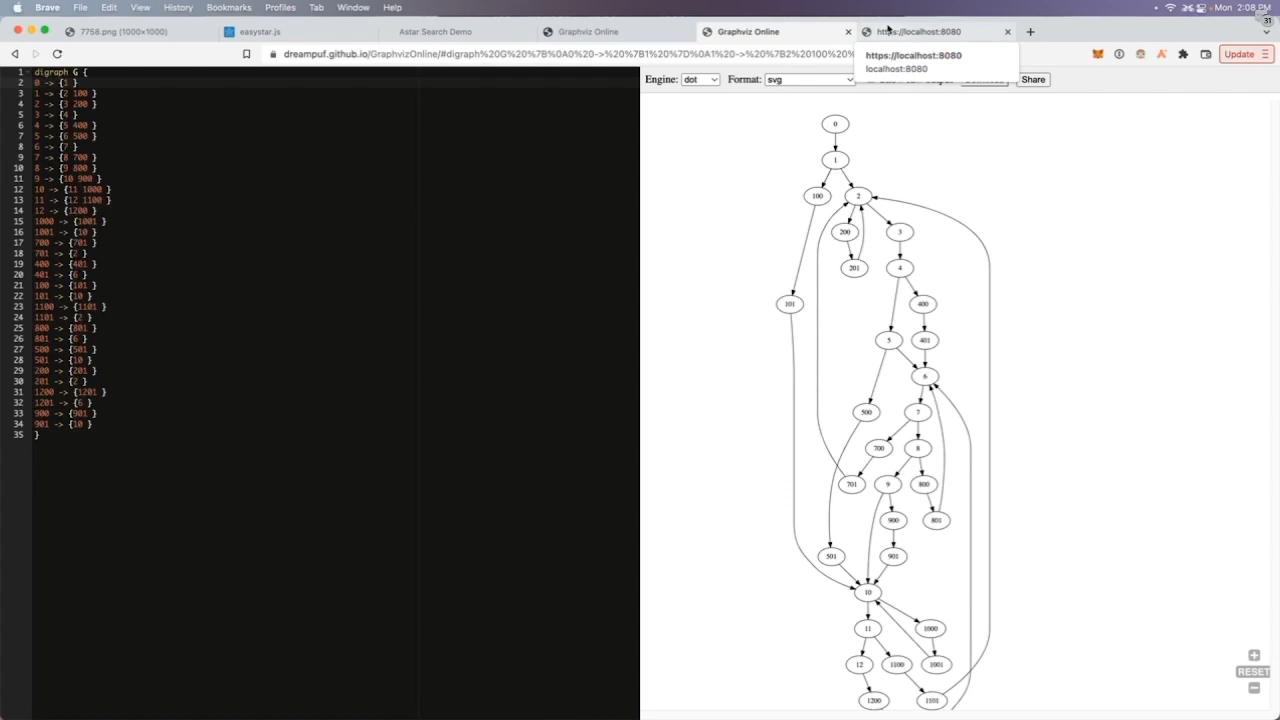 Brave File Edit View History Bookmarks Profiles Tab Window Help
Mon 2:08 PM
31
7758.png (1000×1000)
easystar.js
Astar Search Demo
Graphviz Online
Graphviz Online
https://localhost:8080
dreampuf.github.io/GraphvizOnline/#digraph%20G%20%7B%0A%20->%20%7B1%20%7D%0A1%20->%20%7B2%20100%
Update
https://localhost:8080
localhost:8080
Engine: dot Format: svg
Share
1 digraph G {
2 0 -> {1 }
3 1 -> {2 100 }
4 2 -> {3 200 }
5 3 -> {4 }
6 4 -> {5 400 }
7 5 -> {6 500 }
8 6 -> {7 }
9 7 -> {8 700 }
10 8 -> {9 800 }
11 9 -> {10 900 }
12 10 -> {11 1000 }
13 11 -> {12 1100 }
14 12 -> {1200 }
15 1000 -> {1001 }
16 1001 -> {10 }
17 700 -> {701 }
18 701 -> {2 }
19 400 -> {401 }
20 401 -> {6 }
21 100 -> {101 }
22 101 -> {10 }
23 1100 -> {1101 }
24 1101 -> {2 }
25 800 -> {801 }
26 801 -> {6 }
27 500 -> {501 }
28 501 -> {10 }
29 200 -> {201 }
30 201 -> {2 }
31 1200 -> {1201 }
32 1201 -> {6 }
33 900 -> {901 }
34 901 -> {10 }
35 }
0
1
100 2
200 3
201 4
101 400
5 401
6
500 7
700 8
701 9 800
900 801
501 901
10
11 1000
12 1100 1001
1200 1101
RESET